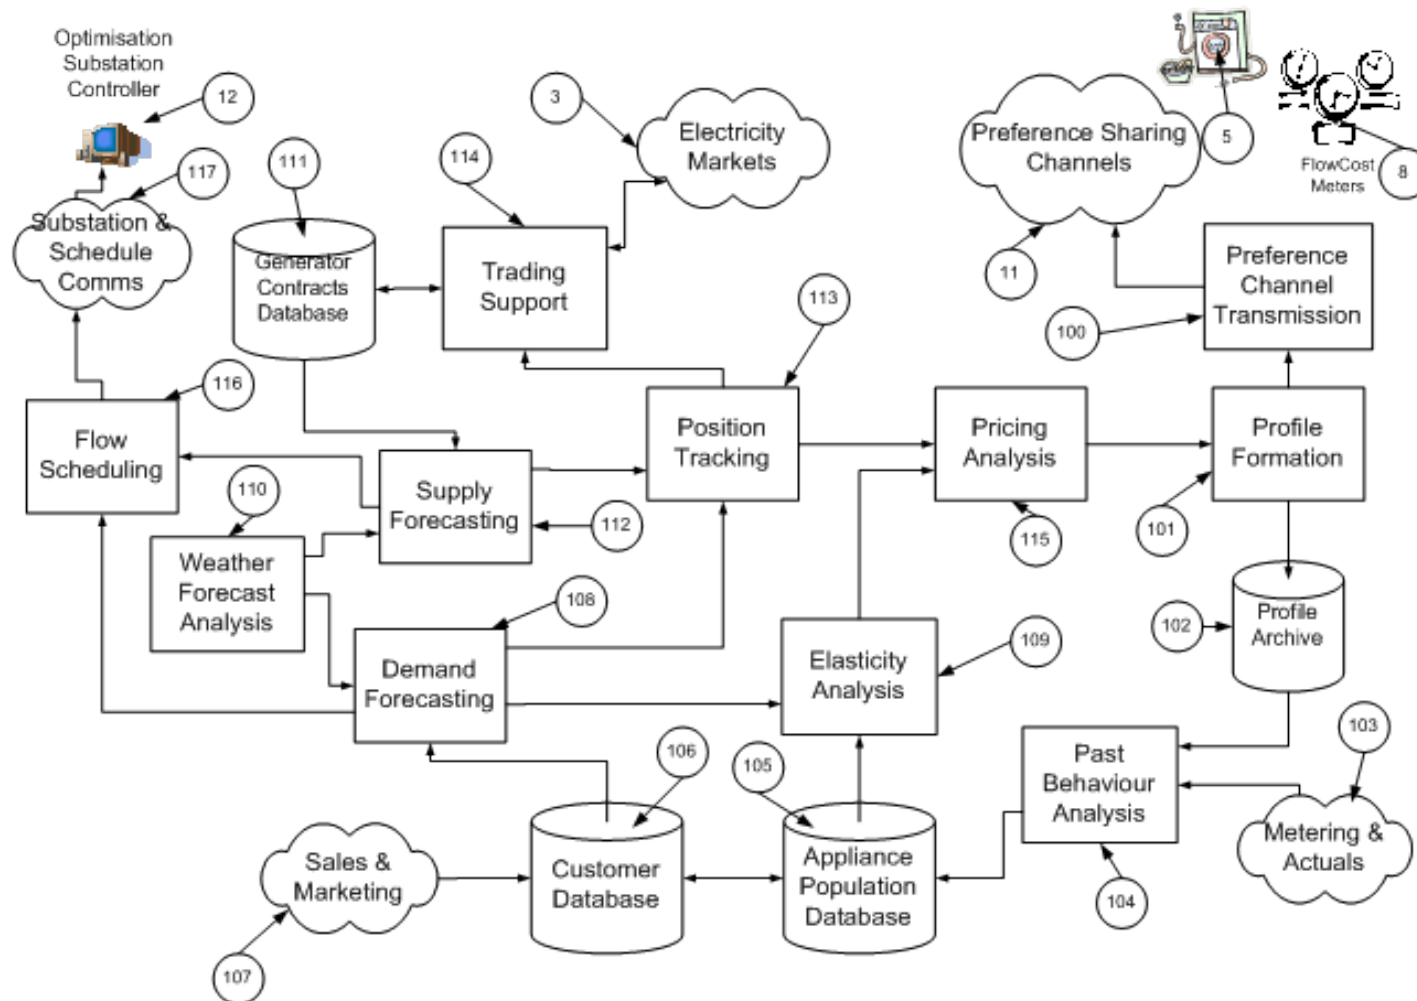 Optimisation
Substation
Controller
12
3
5
8
FlowCost
Meters
Electricity
Markets
Preference Sharing
Channels
111
114
117
Substation &
Schedule
Comms
Generator
Contracts
Database
Trading
Support
11
Preference
Channel
Transmission
113
100
116
Flow
Scheduling
Position
Tracking
Pricing
Analysis
Profile
Formation
110
Supply
Forecasting
112
115
101
Weather
Forecast
Analysis
108
Demand
Forecasting
Elasticity
Analysis
109
102
Profile
Archive
106
105
103
Past
Behaviour
Analysis
Metering &
Actuals
Sales &
Marketing
Customer
Database
Appliance
Population
Database
104
107